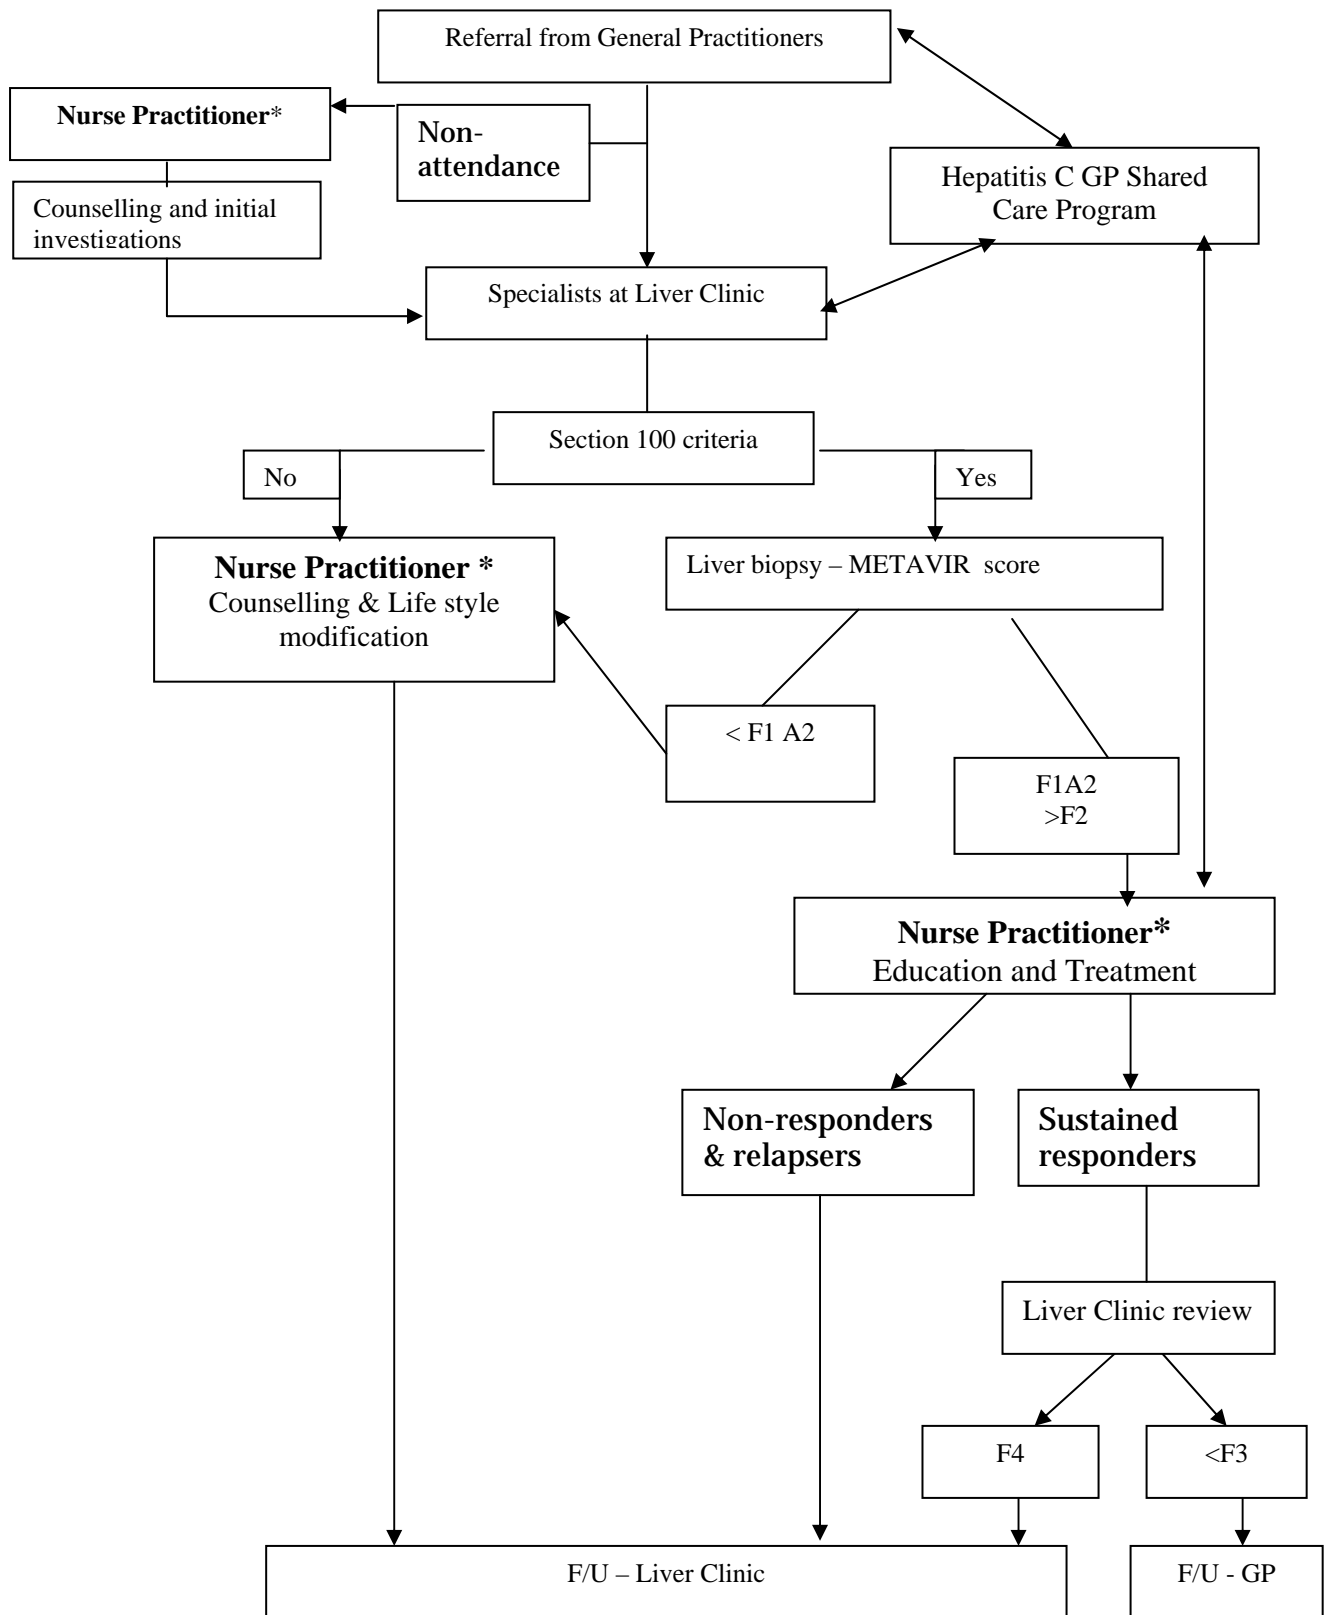 Referral from General Practitioners
Nurse Practitioner*
Non-
attendance
Hepatitis C GP Shared
Care Program
Counselling and initial
investigations
Specialists at Liver Clinic
Section 100 criteria
No
Yes
Nurse Practitioner *
Counselling & Life style
modification
Liver biopsy – METAVIR score
< F1 A2
F1A2
>F2
Nurse Practitioner*
Education and Treatment
Non-responders
& relapsers
Sustained
responders
Liver Clinic review
F4
<F3
F/U – Liver Clinic
F/U - GP